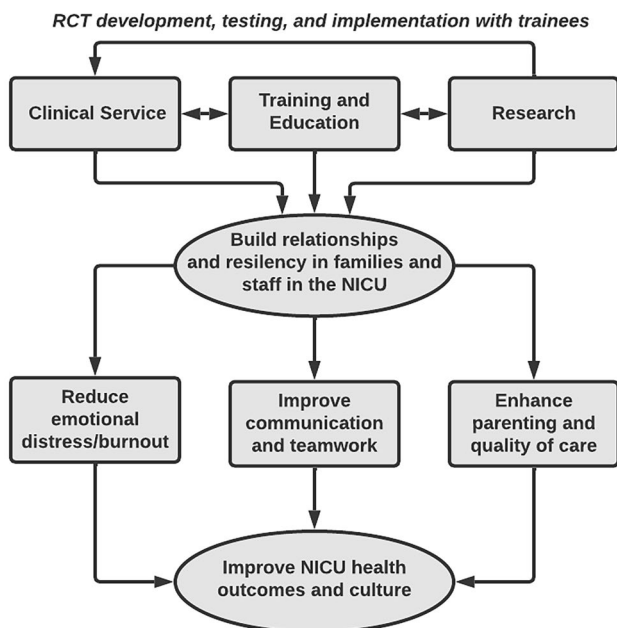 RCT development, testing, and implementation with trainees
Clinical Service
Training and
Education
Research
Build relationships
and resilency in families and
staff in the NICU
Reduce
emotional
distress/burnout
Improve
communication
and teamwork
Enhance
parenting and
quality of care
Improve NICU health
outcomes and culture